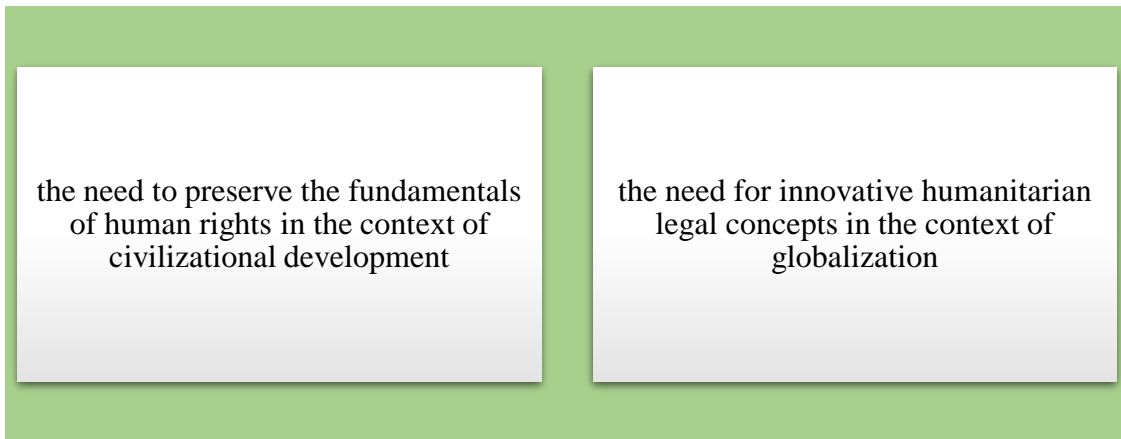 the need to preserve the fundamentals
of human rights in the context of
civilizational development
the need for innovative humanitarian
legal concepts in the context of
globalization